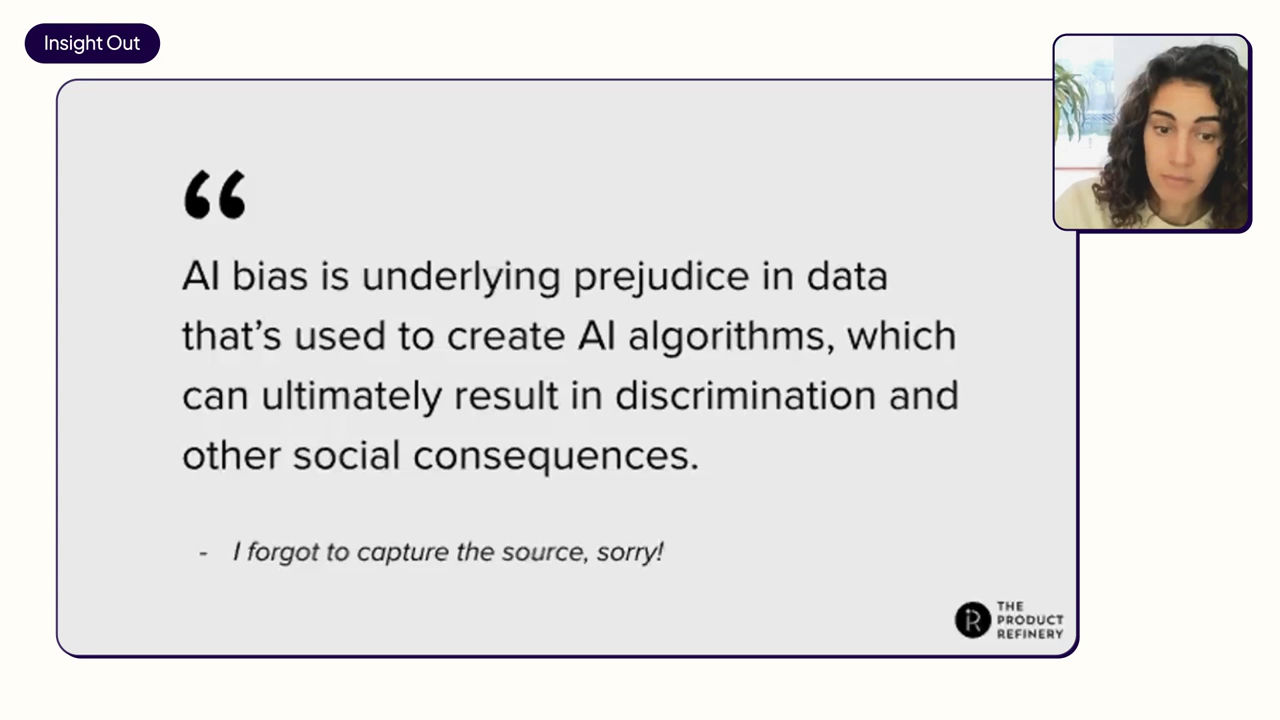 Insight Out
“
AI bias is underlying prejudice in data
that’s used to create AI algorithms, which
can ultimately result in discrimination and
other social consequences.
- I forgot to capture the source, sorry!
THE
PRODUCT
REFINERY